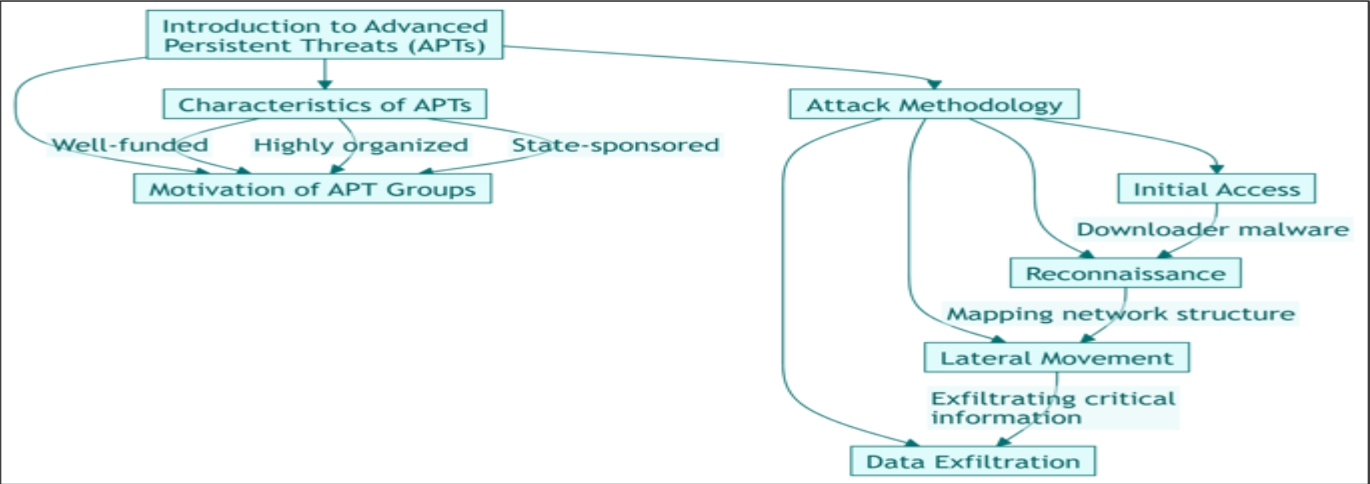 Introduction to Advanced
Persistent Threats (APTs)
Characteristics of APTs
Attack Methodology
Well-funded
Highly organized
State-sponsored
Motivation of APT Groups
Initial Access
Downloader malware
Reconnaissance
Mapping network structure
Lateral Movement
Exfiltrating critical
information
Data Exfiltration